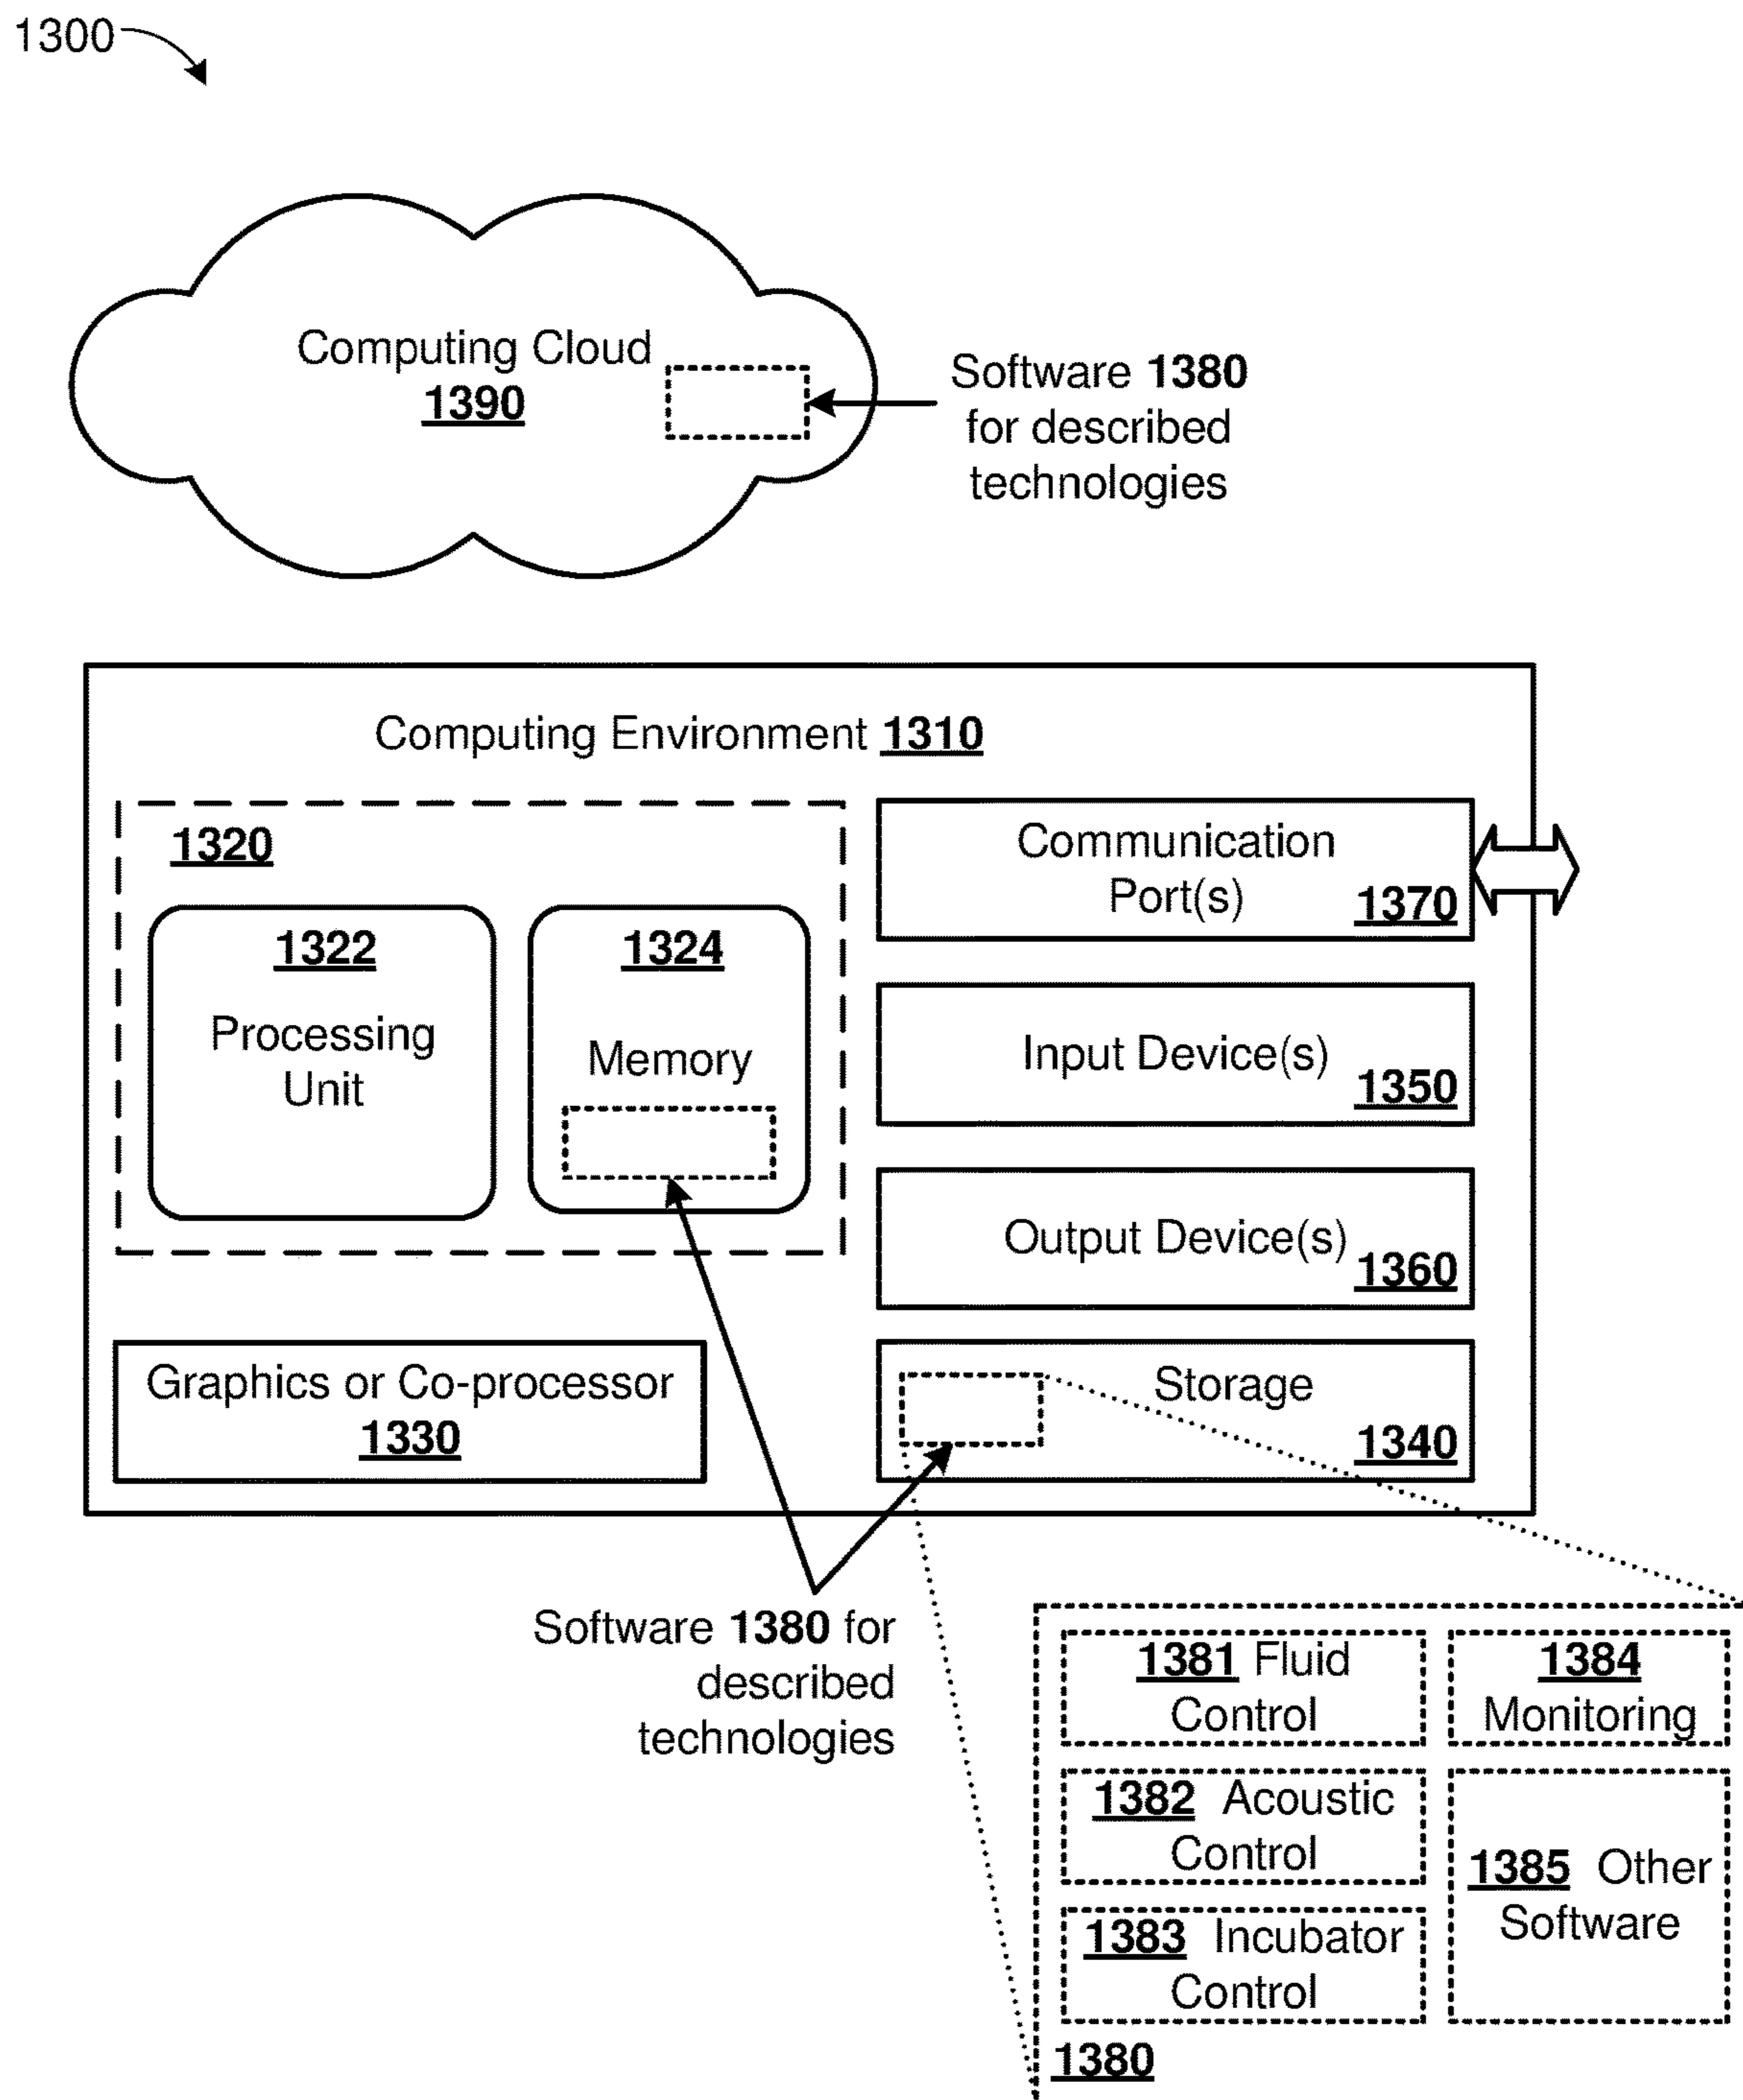 1300
Computing Cloud
1390
Software 1380
for described
technologies
Computing Environment 1310
1320
1322
Processing
Unit
1324
Memory
Communication
Port(s)
1370
Input Device(s)
1350
Output Device(s)
1360
Graphics or Co-processor
1330
Storage
1340
Software 1380 for
described
technologies
1381 Fluid
Control
1382 Acoustic
Control
1383 Incubator
Control
1384
Monitoring
1385 Other
Software
1380